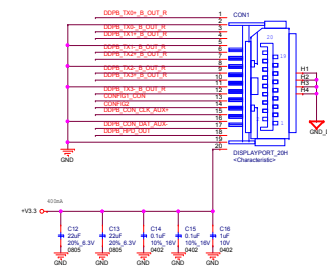 DDPB_TX0+_B_OUT_R 1 CON1
2
DDPB_TX0-_B_OUT_R 3
DDPB_TX1+_B_OUT_R 4
5
DDPB_TX1-_B_OUT_R 6
DDPB_TX2+_B_OUT_R 7
8
DDPB_TX2-_B_OUT_R 9
DDPB_TX3+_B_OUT_R 10
11
DDPB_TX3-_B_OUT_R 12
CONFIG1_CON 13
CONFIG2 14
DDPB_CON_CLK_AUX+ 15
16
DDPB_CON_DAT_AUX- 17
DDPB_HPD_OUT 18
19
20
20
19
1
H1
H2
H3
H4
GND
DISPLAYPORT_20H
<Characteristic>
400mA
+V3.3
C12 C13 C14 C15 C16
22uF 22uF 0.1uF 0.1uF 1uF
20%_6.3V 20%_6.3V 10%_16V 10%_16V 10V
0805 0805 0402 0402 0402
GND GND GND GND GND